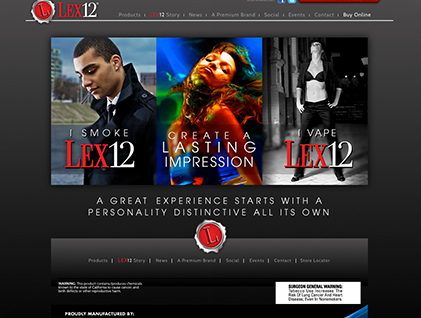 LEX12
Products LEX12 Story News A Premium Brand Social Events Contact Buy Online
I SMOKE
LEX12
CREATE A
LASTING
IMPRESSION
I VAPE
LEX12
A GREAT EXPERIENCE STARTS WITH A
PERSONALITY DISTINCTIVE ALL ITS OWN
Products | LEX12 Story | News | A Premium Brand | Social | Events | Contact | Store Locator
WARNING: This product contains/produces chemicals
known to the state of California to cause cancer, and
birth defects or other reproductive harm.
SURGEON GENERAL WARNING:
Tobacco Use Increases The
Risk Of Lung Cancer And Heart
Disease, Even In Nonsmokers.
PROUDLY MANUFACTURED BY: